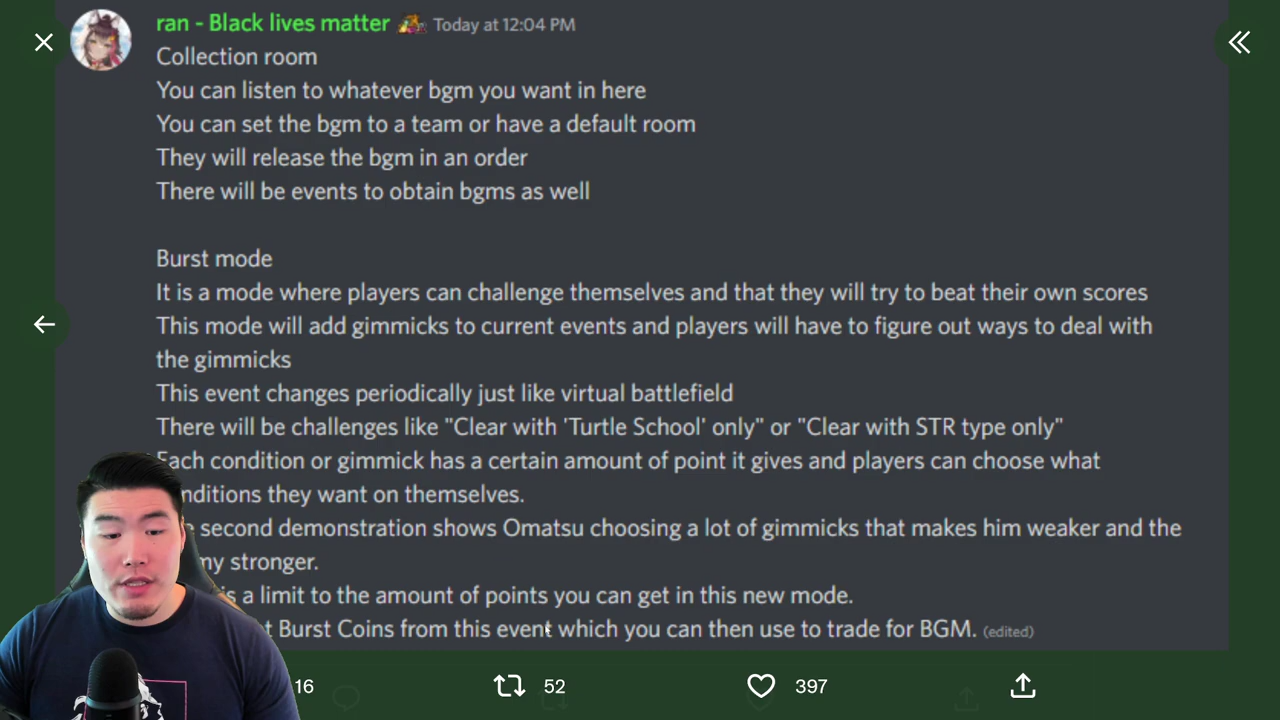 ran - Black lives matter Today at 12:04 PM
Collection room
You can listen to whatever bgm you want in here
You can set the bgm to a team or have a default room
They will release the bgm in an order
There will be events to obtain bgms as well
Burst mode
It is a mode where players can challenge themselves and that they will try to beat their own scores
This mode will add gimmicks to current events and players will have to figure out ways to deal with
the gimmicks
This event changes periodically just like virtual battlefield
There will be challenges like "Clear with 'Turtle School' only" or "Clear with STR type only"
Each condition or gimmick has a certain amount of point it gives and players can choose what
nditions they want on themselves.
second demonstration shows Omatsu choosing a lot of gimmicks that makes him weaker and the
my stronger.
is a limit to the amount of points you can get in this new mode.
t Burst Coins from this event which you can then use to trade for BGM. (edited)
16 52 397